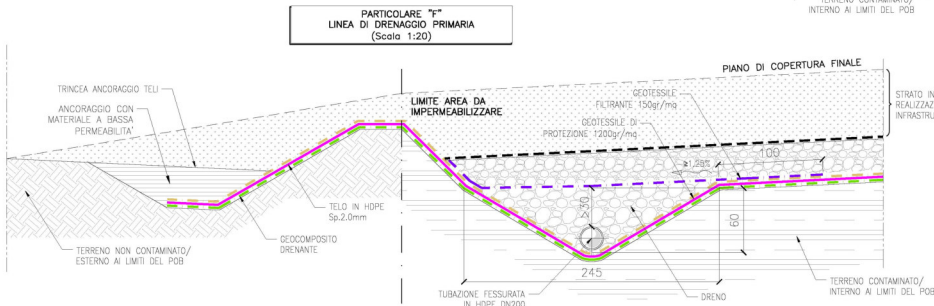 TERRENO CONTAMINATO/
INTERNO AI LIMITI DEL POB
PARTICOLARE "F"
LINEA DI DRENAGGIO PRIMARIA
(Scala 1:20)
PIANO DI COPERTURA FINALE
TRINCEA ANCORAGGIO TELI
ANCORAGGIO CON
MATERIALE A BASSA
PERMEABILITA'
LIMITE AREA DA
IMPERMEABILIZZARE
GEOTESSILE
FILTRANTE 150gr/mq
GEOTESSILE DI
PROTEZIONE 1200gr/mq
STRATO IN
REALIZZAZ
INFRASTRU
≥1,28%
100
≥30
60
TELO IN HDPE
Sp.2.0mm
GEOCOMPOSITO
DRENANTE
TERRENO NON CONTAMINATO/
ESTERNO AI LIMITI DEL POB
245
TUBAZIONE FESSURATA
IN HDPE DN200
DRENO
TERRENO CONTAMINATO/
INTERNO AI LIMITI DEL POB